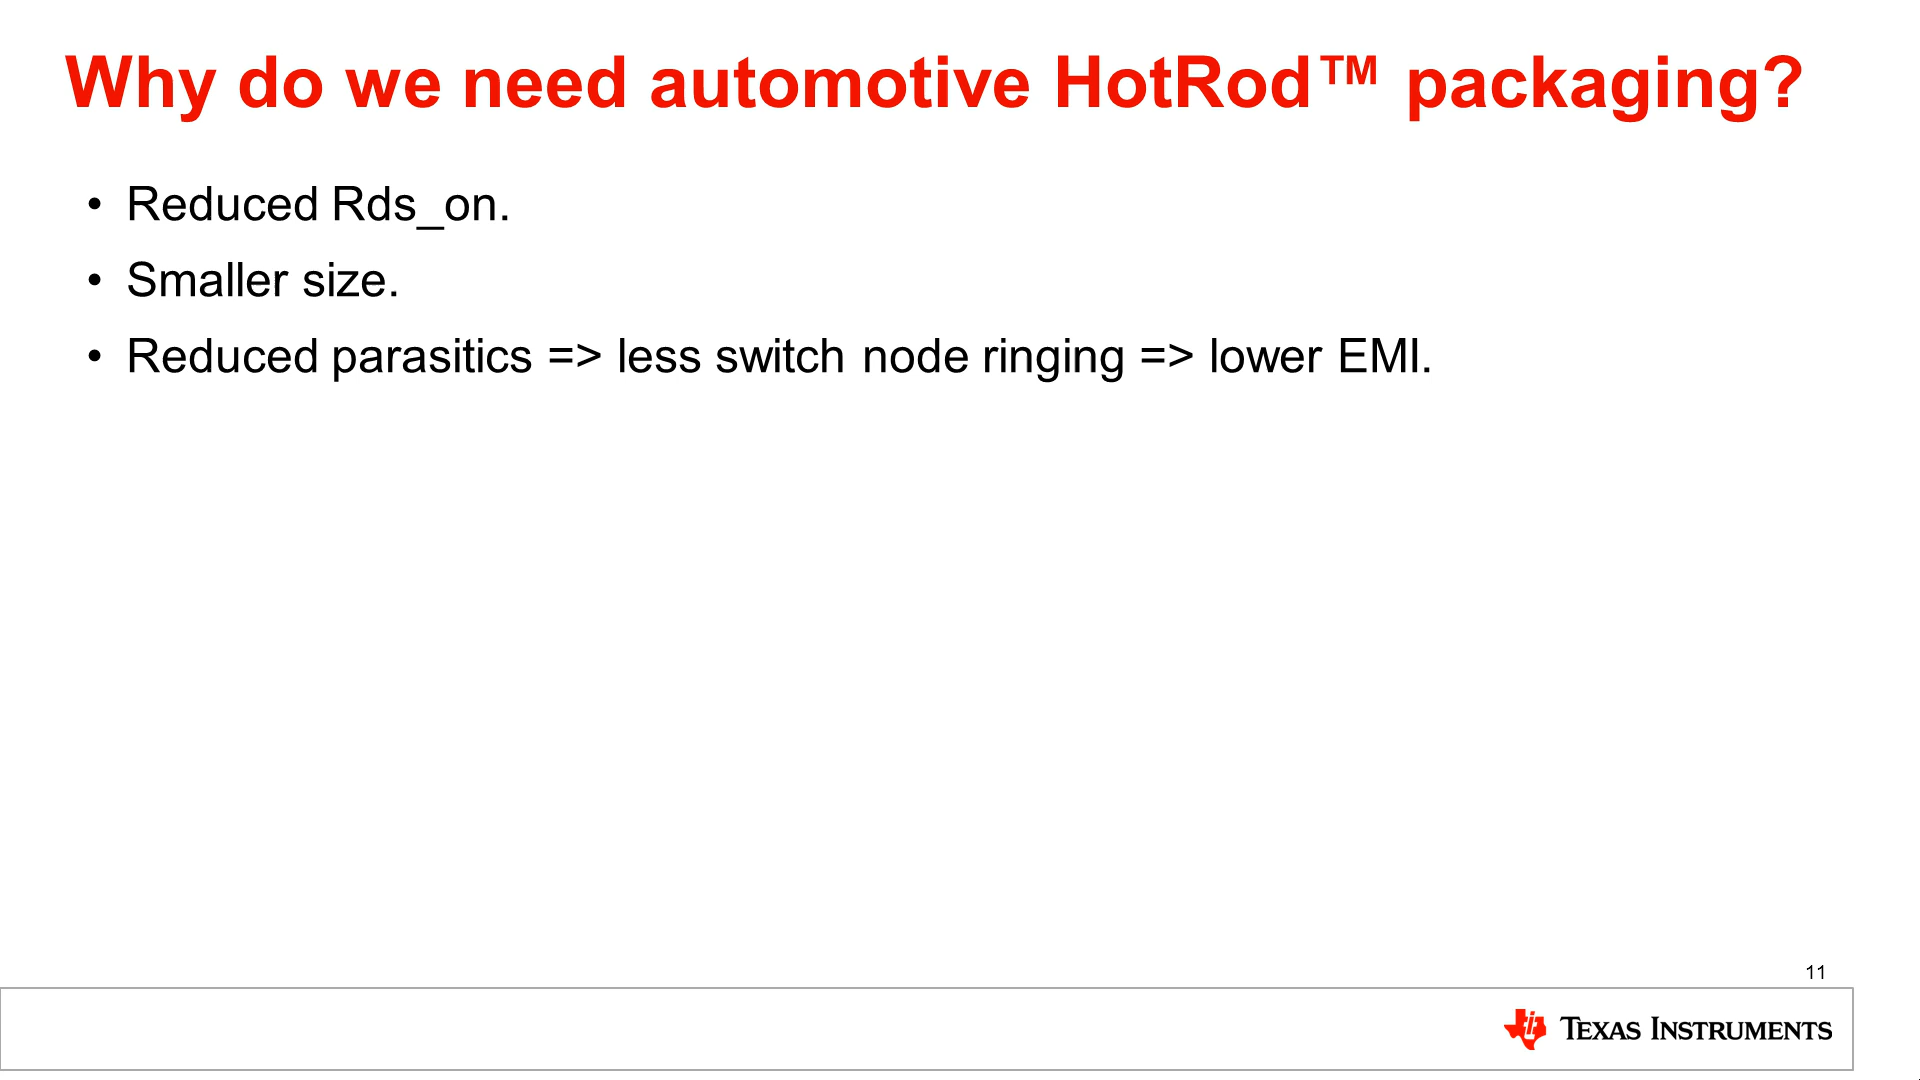 Why do we need automotive HotRod™ packaging?
• Reduced Rds_on.
• Smaller size.
• Reduced parasitics => less switch node ringing => lower EMI.
11
TEXAS INSTRUMENTS